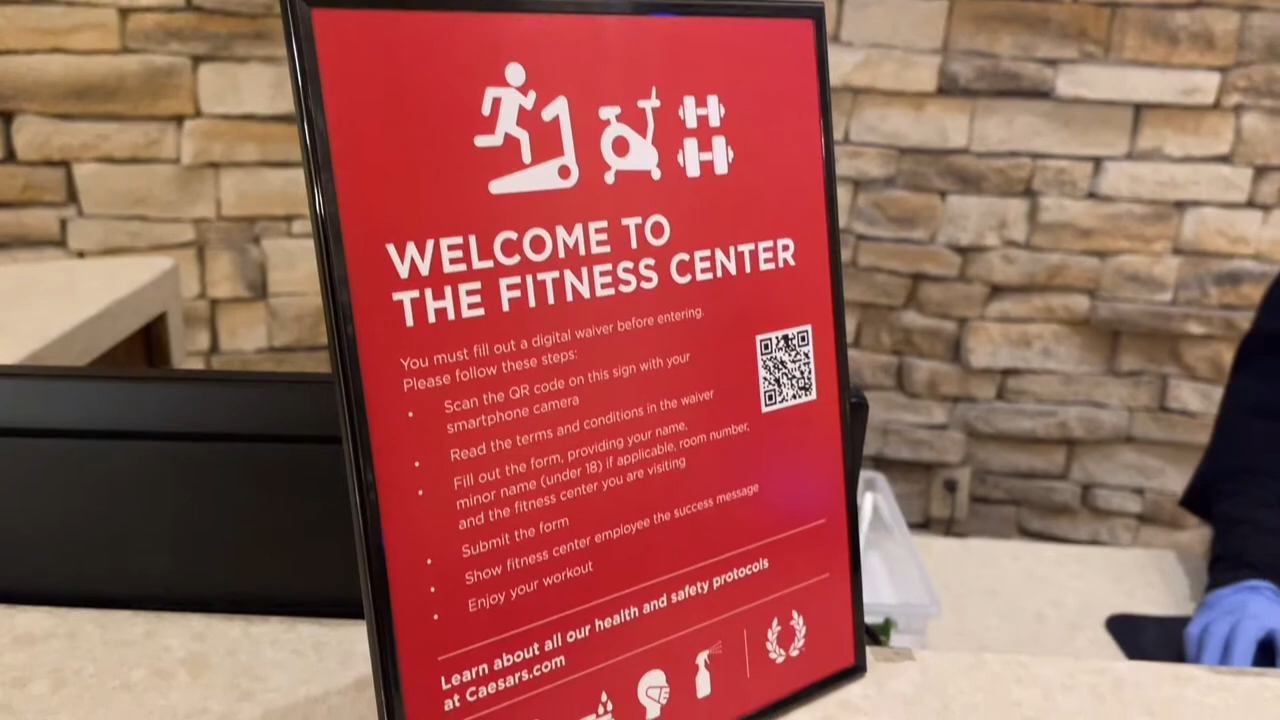 WELCOME TO
THE FITNESS CENTER
You must fill out a digital waiver before entering.
Please follow these steps:
• Scan the QR code on this sign with your
smartphone camera
• Read the terms and conditions in the waiver
• Fill out the form, providing your name,
minor name (under 18) if applicable, room number,
and the fitness center you are visiting
• Submit the form
• Show fitness center employee the success message
• Enjoy your workout
Learn about all our health and safety protocols
at Caesars.com